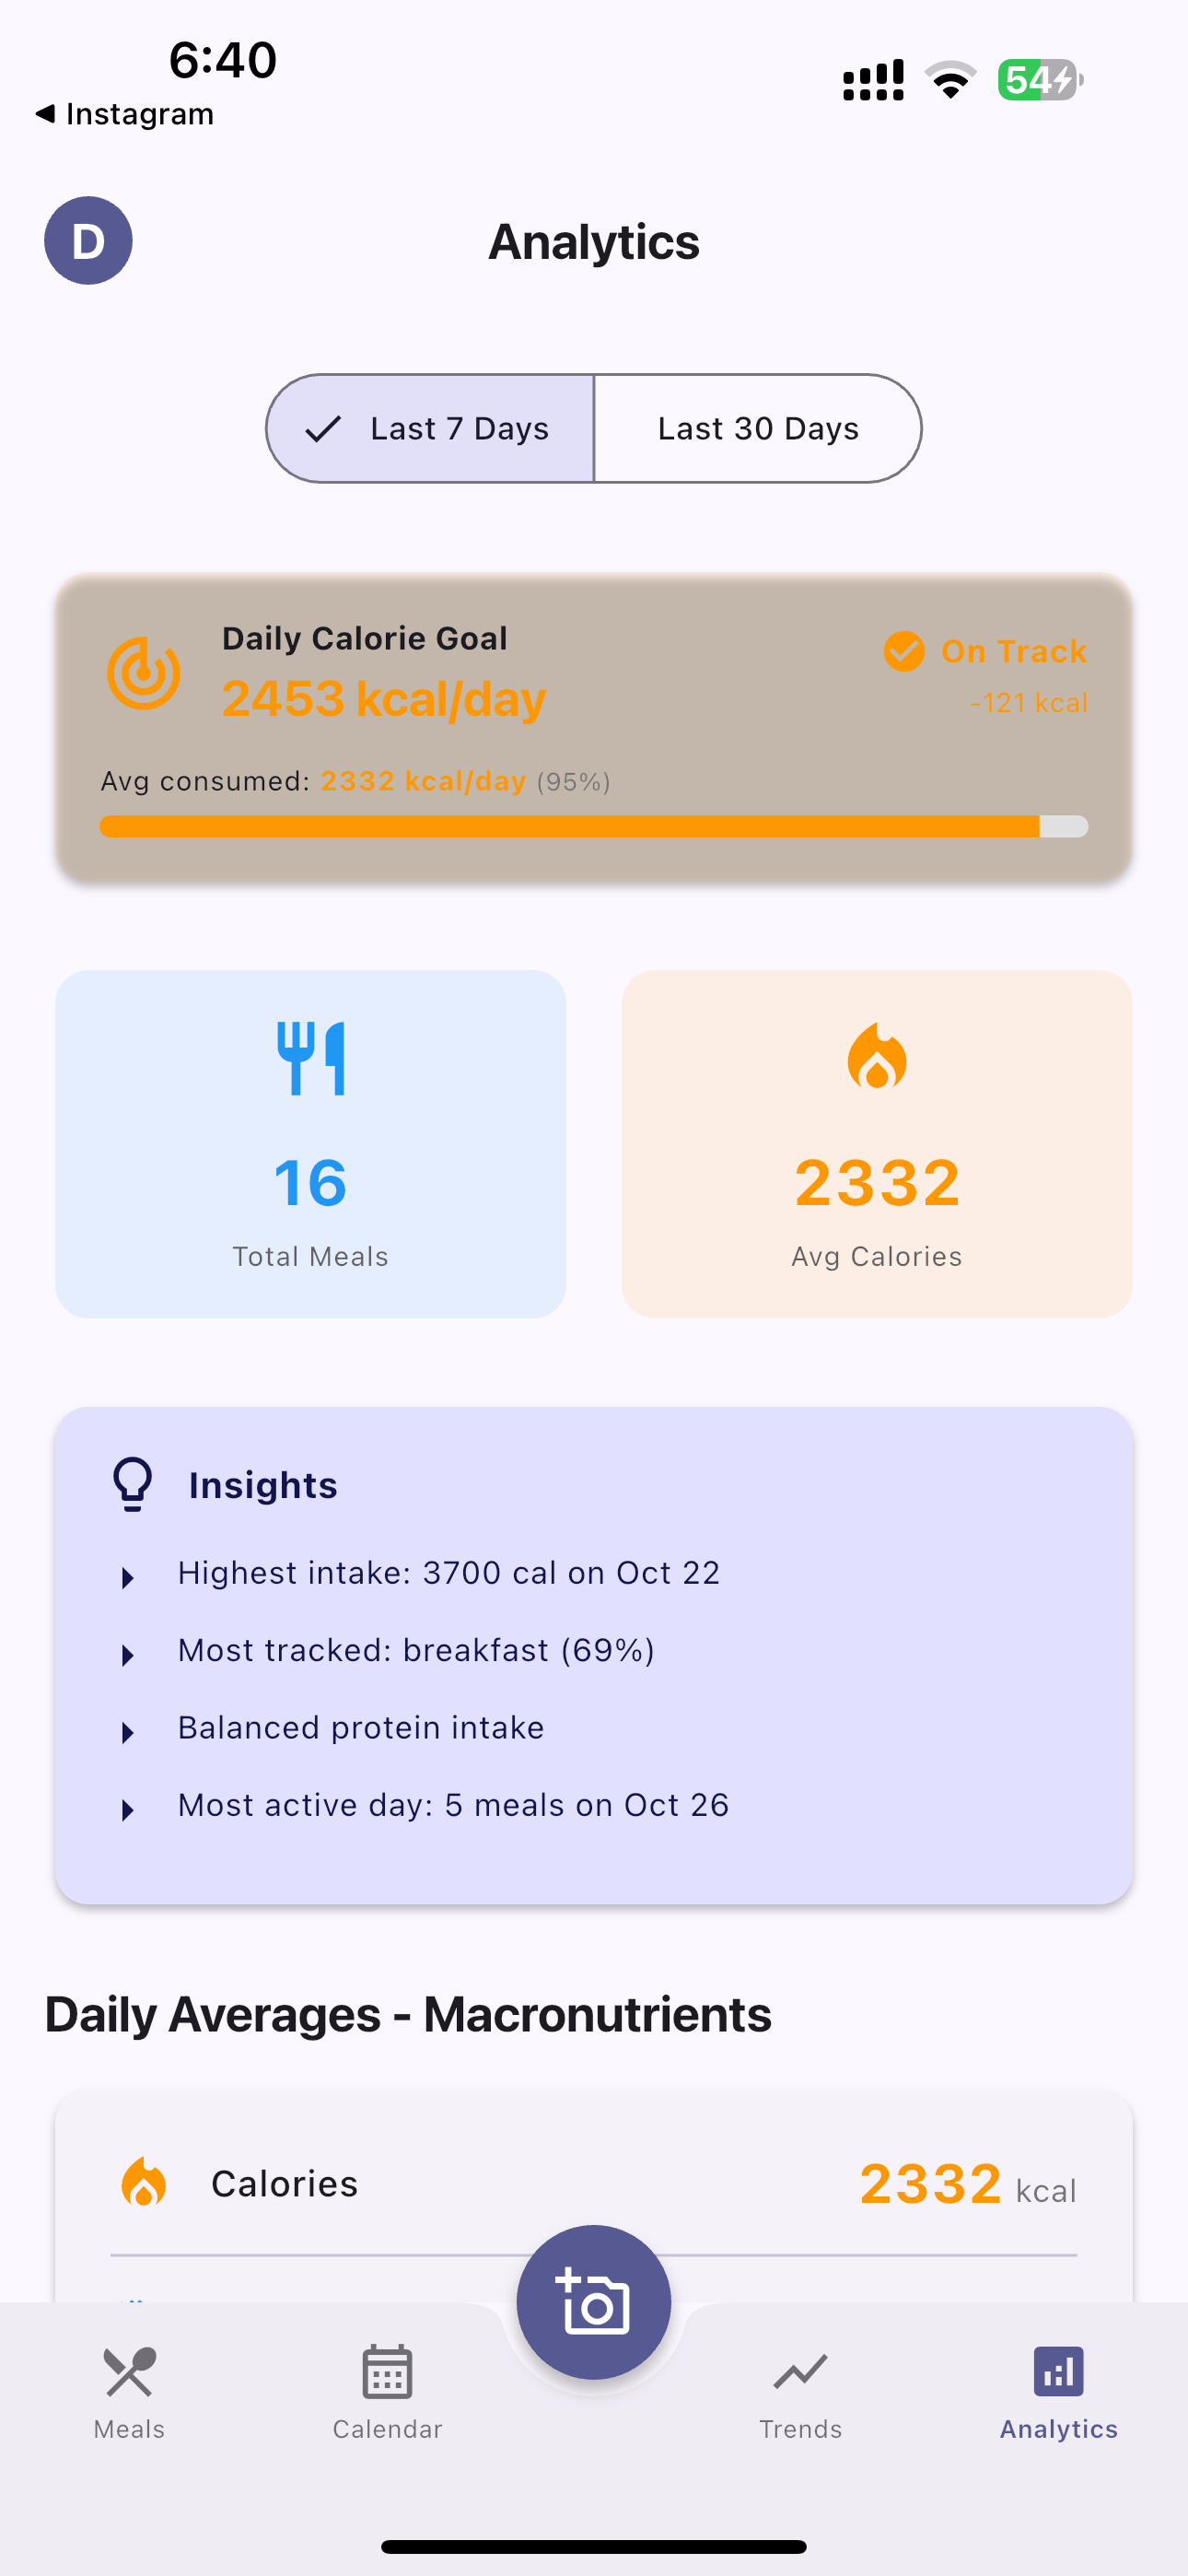 6:40
54
◀ Instagram
D
Analytics
Last 7 Days
Last 30 Days
Daily Calorie Goal
2453 kcal/day
On Track
-121 kcal
Avg consumed: 2332 kcal/day (95%)
16
Total Meals
2332
Avg Calories
Insights
Highest intake: 3700 cal on Oct 22
Most tracked: breakfast (69%)
Balanced protein intake
Most active day: 5 meals on Oct 26
Daily Averages - Macronutrients
Calories
2332 kcal
Meals
Calendar
Trends
Analytics